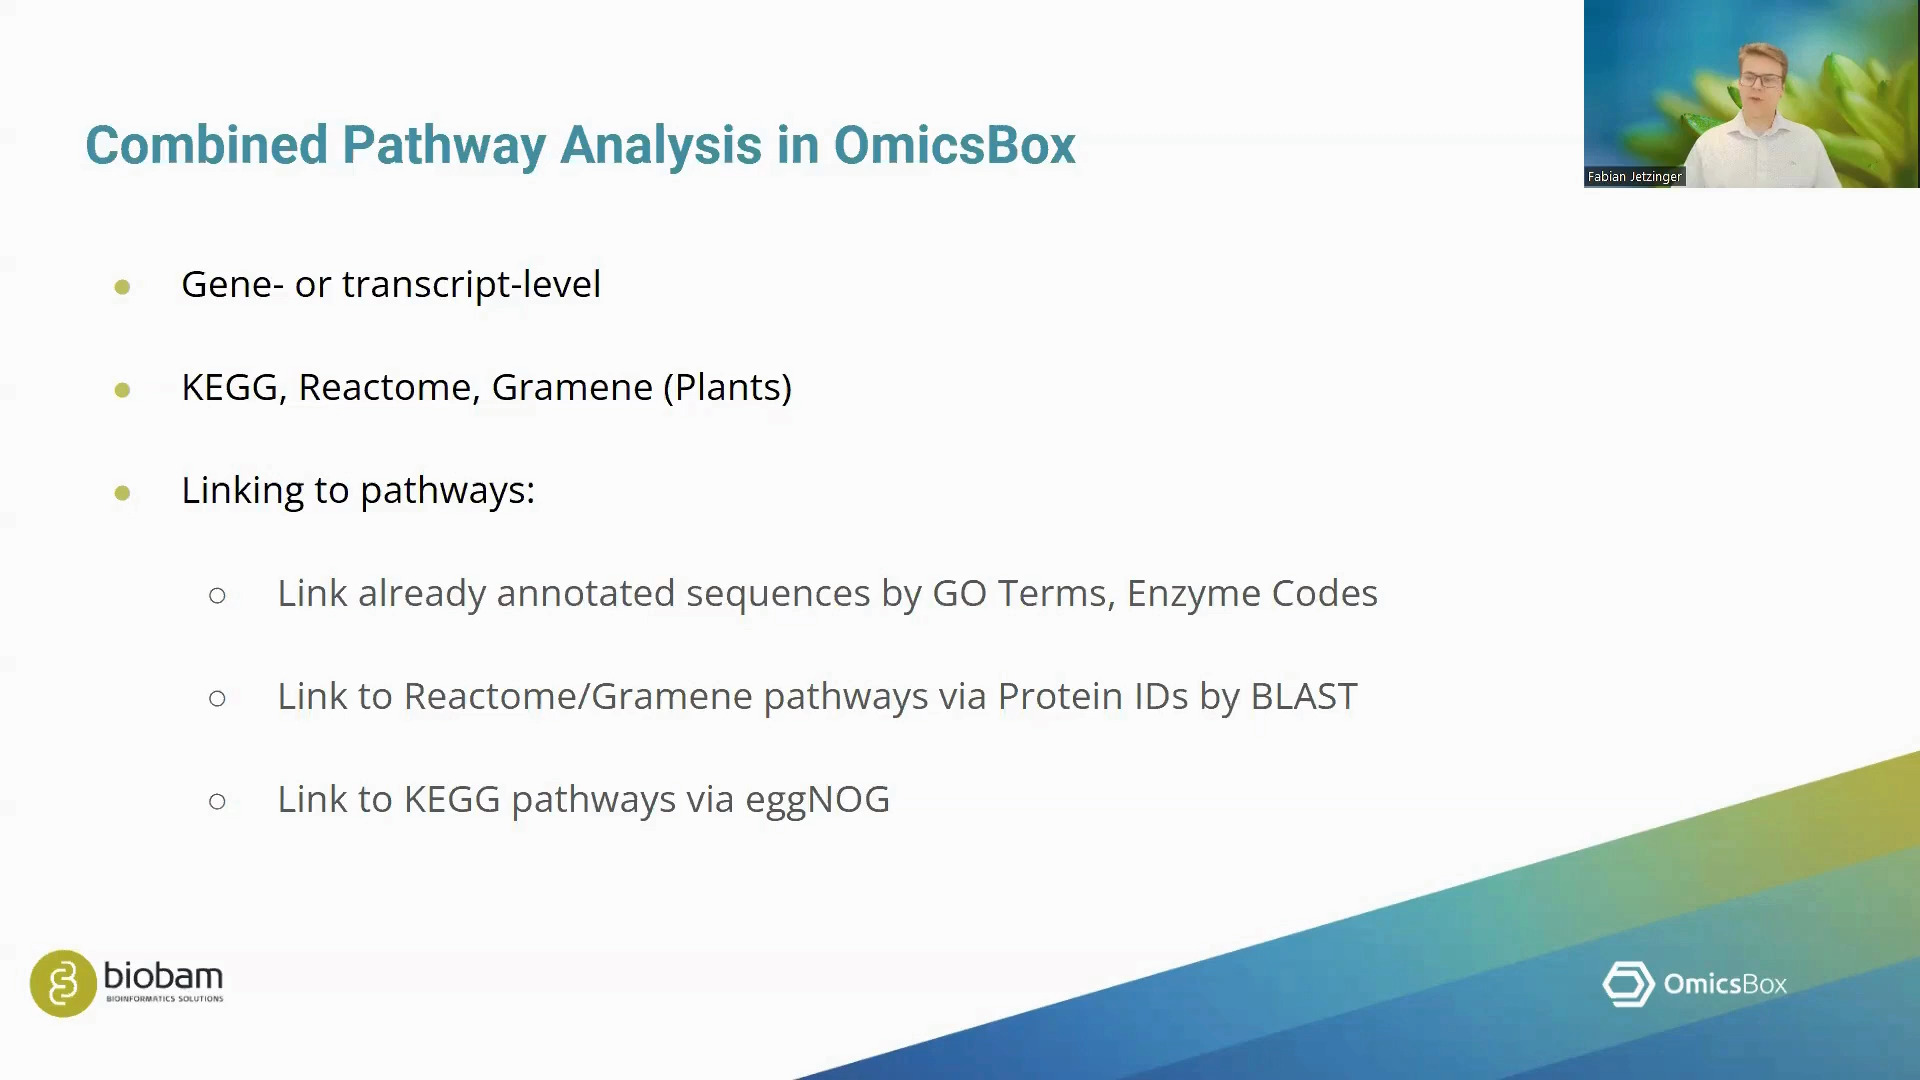 Combined Pathway Analysis in OmicsBox
Fabian Jetzinger
Gene- or transcript-level
KEGG, Reactome, Gramene (Plants)
Linking to pathways:
Link already annotated sequences by GO Terms, Enzyme Codes
Link to Reactome/Gramene pathways via Protein IDs by BLAST
Link to KEGG pathways via eggNOG
biobam
BIOINFORMATICS SOLUTIONS
OmicsBox